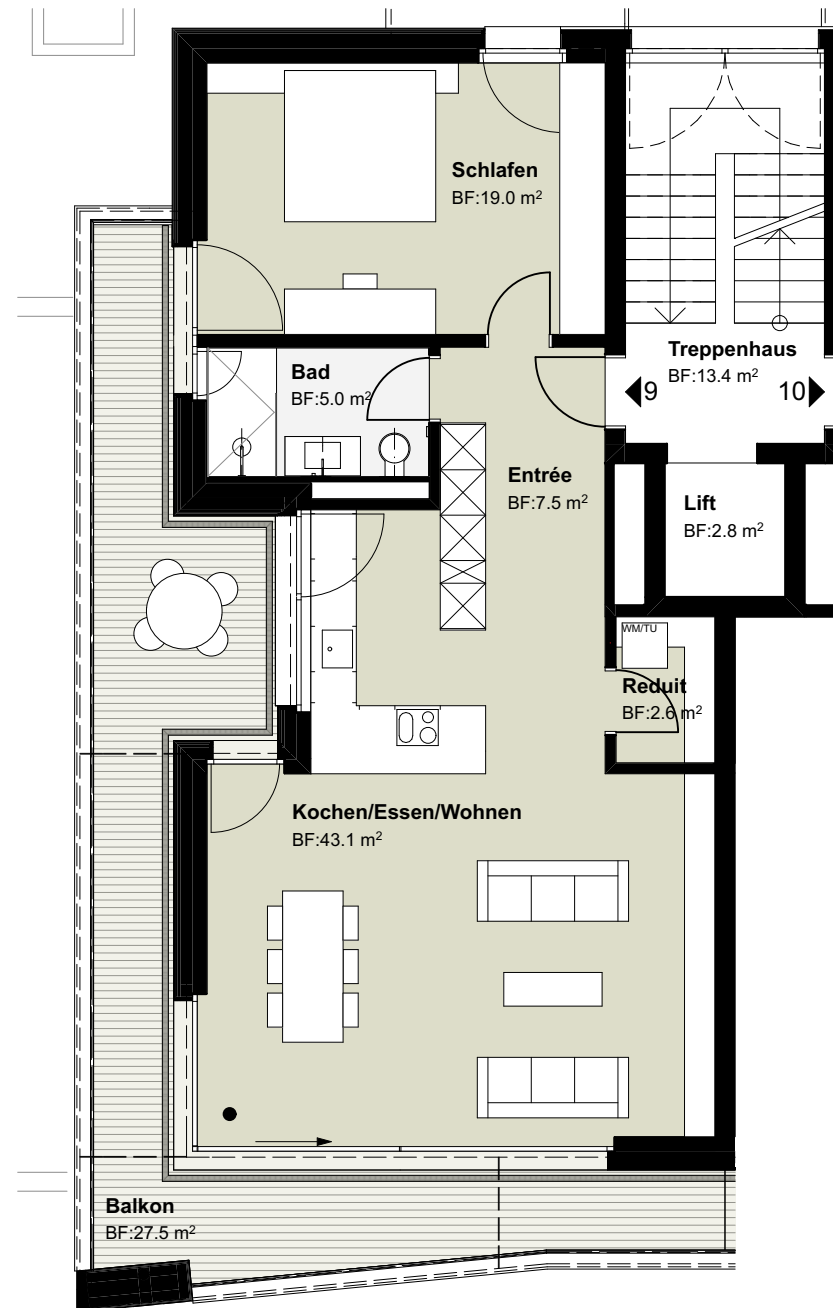 Schlafen
BF:19.0 m²
Treppenhaus
BF:13.4 m²
9
10
Bad
BF:5.0 m²
Entrée
BF:7.5 m²
Lift
BF:2.8 m²
WM/TU
Reduit
BF:2.6 m²
Kochen/Essen/Wohnen
BF:43.1 m²
Balkon
BF:27.5 m²